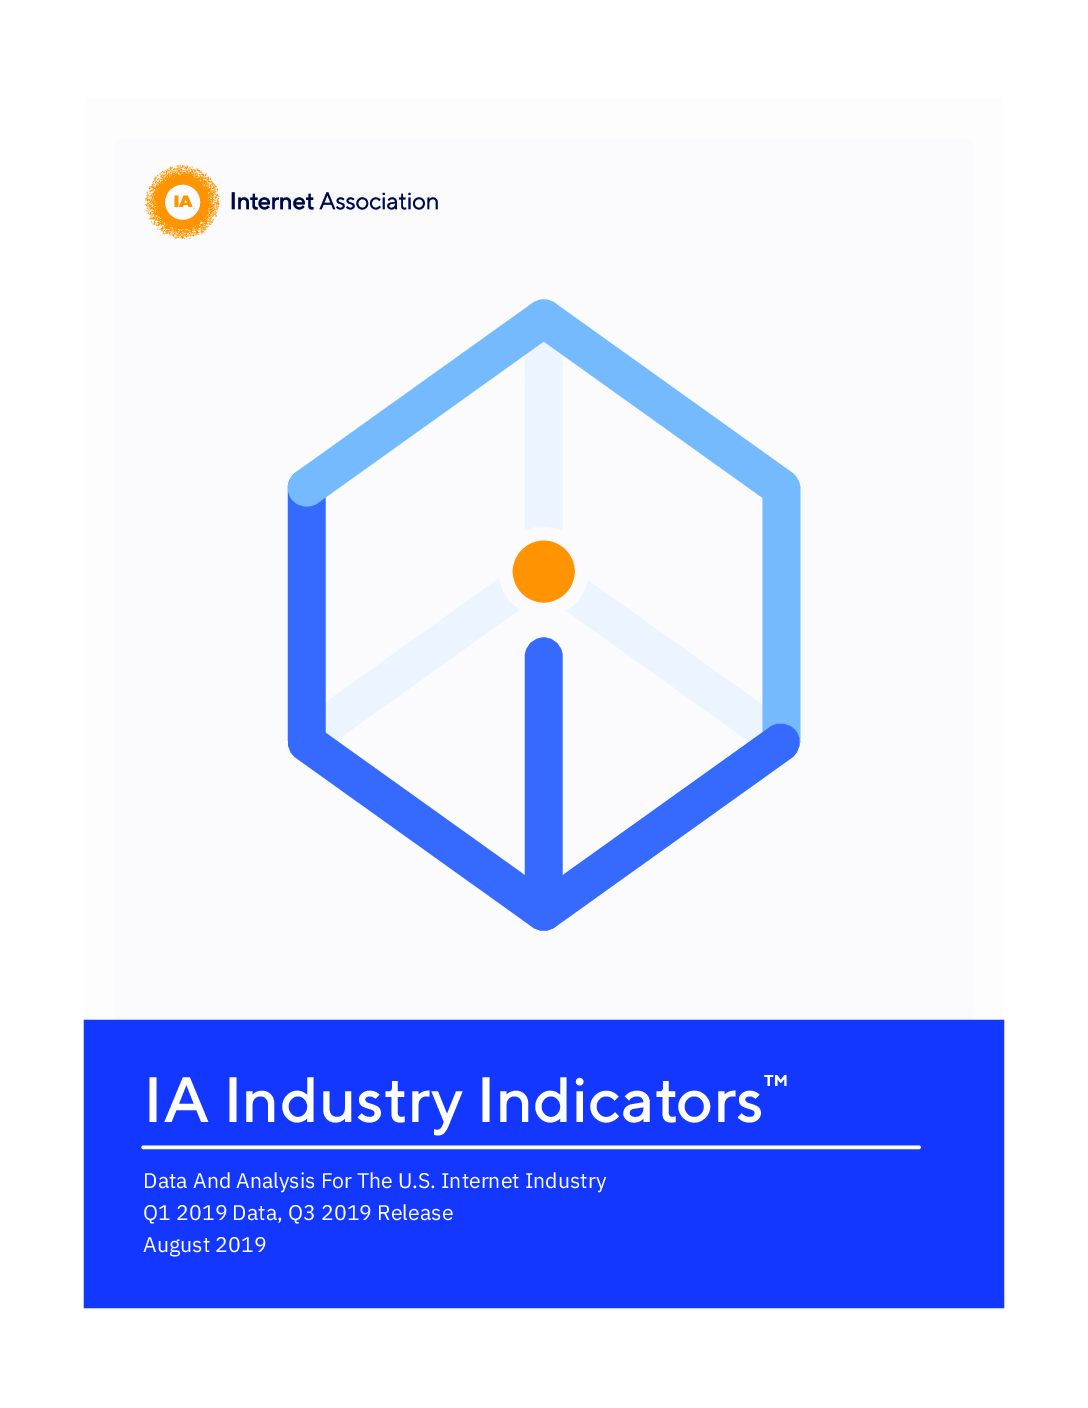 IA
Internet Association
IA Industry Indicators™
Data And Analysis For The U.S. Internet Industry
Q1 2019 Data, Q3 2019 Release
August 2019